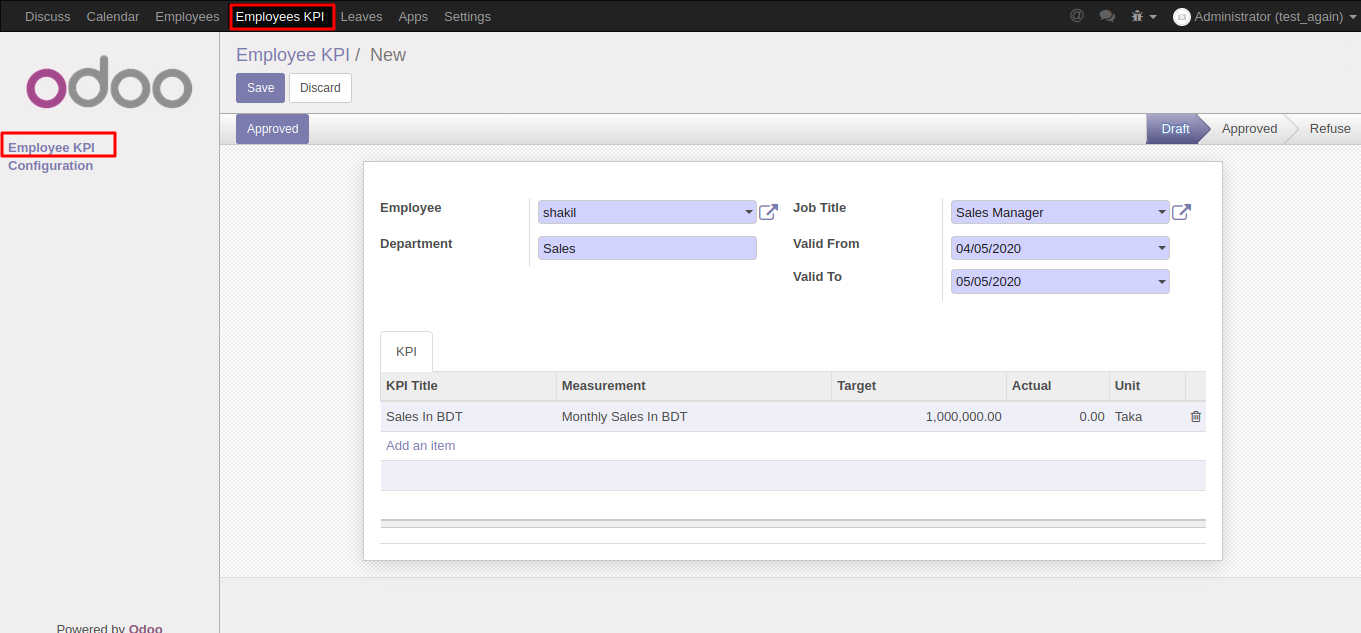 Discuss Calendar Employees Employees KPI Leaves Apps Settings @ Administrator (test_again)
odoo
Employee KPI / New
Save Discard
Approved Draft Approved Refuse
Employee KPI
Configuration
Employee shakil Job Title Sales Manager
Department Sales Valid From 04/05/2020
Valid To 05/05/2020
KPI
KPI Title Measurement Target Actual Unit
Sales In BDT Monthly Sales In BDT 1,000,000.00 0.00 Taka
Add an item
Powered by Odoo